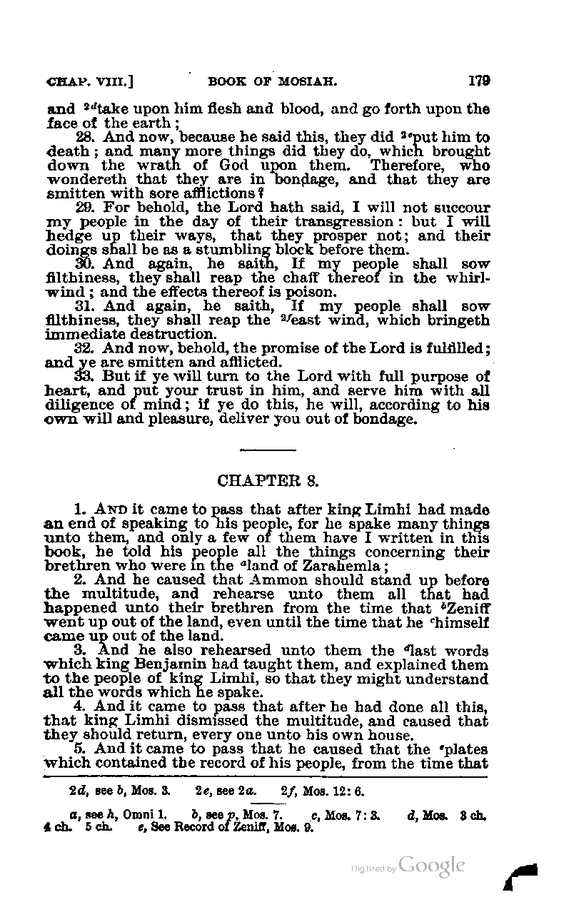 CHAP. VIII.] BOOK OF MOSIAH. 179
and 2dtake upon him flesh and blood, and go forth upon the
face of the earth;
28. And now, because he said this, they did 2eput him to
death; and many more things did they do, which brought
down the wrath of God upon them. Therefore, who
wondereth that they are in bondage, and that they are
smitten with sore afflictions?
29. For behold, the Lord hath said, I will not succour
my people in the day of their transgression: but I will
hedge up their ways, that they prosper not; and their
doings shall be as a stumbling block before them.
30. And again, he saith, If my people shall sow
filthiness, they shall reap the chaff thereof in the whirl-
wind; and the effects thereof is poison.
31. And again, he saith, If my people shall sow
filthiness, they shall reap the 2feast wind, which bringeth
immediate destruction.
32. And now, behold, the promise of the Lord is fulfilled;
and ye are smitten and afflicted.
33. But if ye will turn to the Lord with full purpose of
heart, and put your trust in him, and serve him with all
diligence of mind; if ye do this, he will, according to his
own will and pleasure, deliver you out of bondage.
CHAPTER 8.
1. AND it came to pass that after king Limhi had made
an end of speaking to his people, for he spake many things
unto them, and only a few of them have I written in this
book, he told his people all the things concerning their
brethren who were in the aland of Zarahemla;
2. And he caused that Ammon should stand up before
the multitude, and rehearse unto them all that had
happened unto their brethren from the time that bZeniff
went up out of the land, even until the time that he chimself
came up out of the land.
3. And he also rehearsed unto them the dlast words
which king Benjamin had taught them, and explained them
to the people of king Limhi, so that they might understand
all the words which he spake.
4. And it came to pass that after he had done all this,
that king Limhi dismissed the multitude, and caused that
they should return, every one unto his own house.
5. And it came to pass that he caused that the eplates
which contained the record of his people, from the time that
2d, see b, Mos. 3. 2e, see 2a. 2f, Mos. 12: 6.
a, see h, Omni 1. b, see p, Mos. 7. c, Mos. 7: 3. d, Mos. 3 ch.
4 ch. 5 ch. e, See Record of Zeniff, Mos. 9.
Digitized by Google